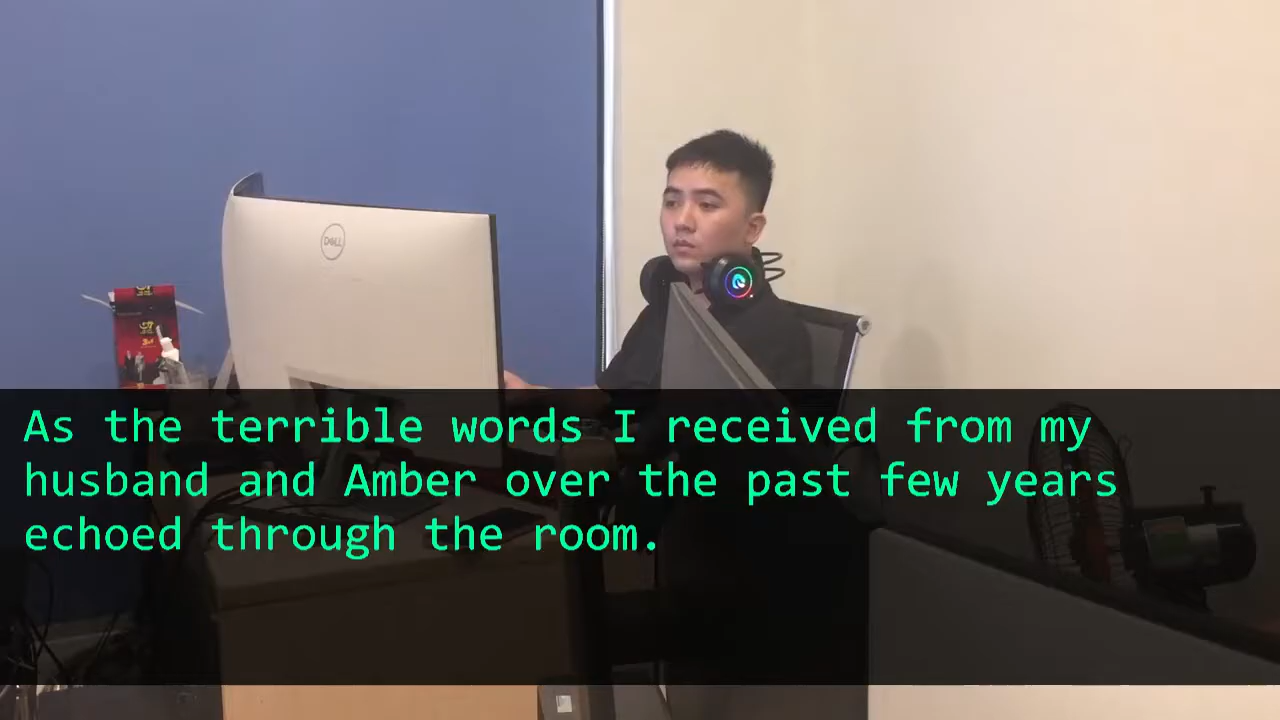 DELL
As the terrible words I received from my
husband and Amber over the past few years
echoed through the room.